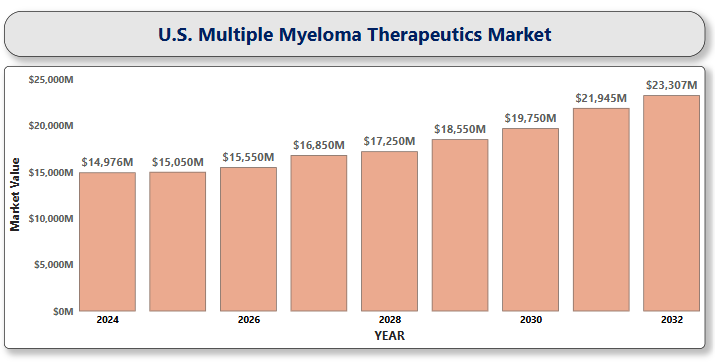 U.S. Multiple Myeloma Therapeutics Market
$25,000M
$20,000M
$15,000M
$10,000M
$5,000M
$0M
Market Value
$14,976M
$15,050M
$15,550M
$16,850M
$17,250M
$18,550M
$19,750M
$21,945M
$23,307M
2024
2026
2028
2030
2032
YEAR